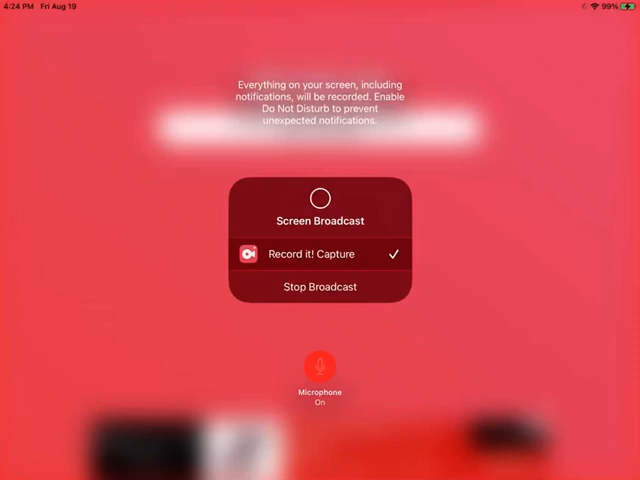 4:24 PM Fri Aug 19 99%
Everything on your screen, including
notifications, will be recorded. Enable
Do Not Disturb to prevent
unexpected notifications.
Screen Broadcast
Record it! Capture
Stop Broadcast
Microphone
On